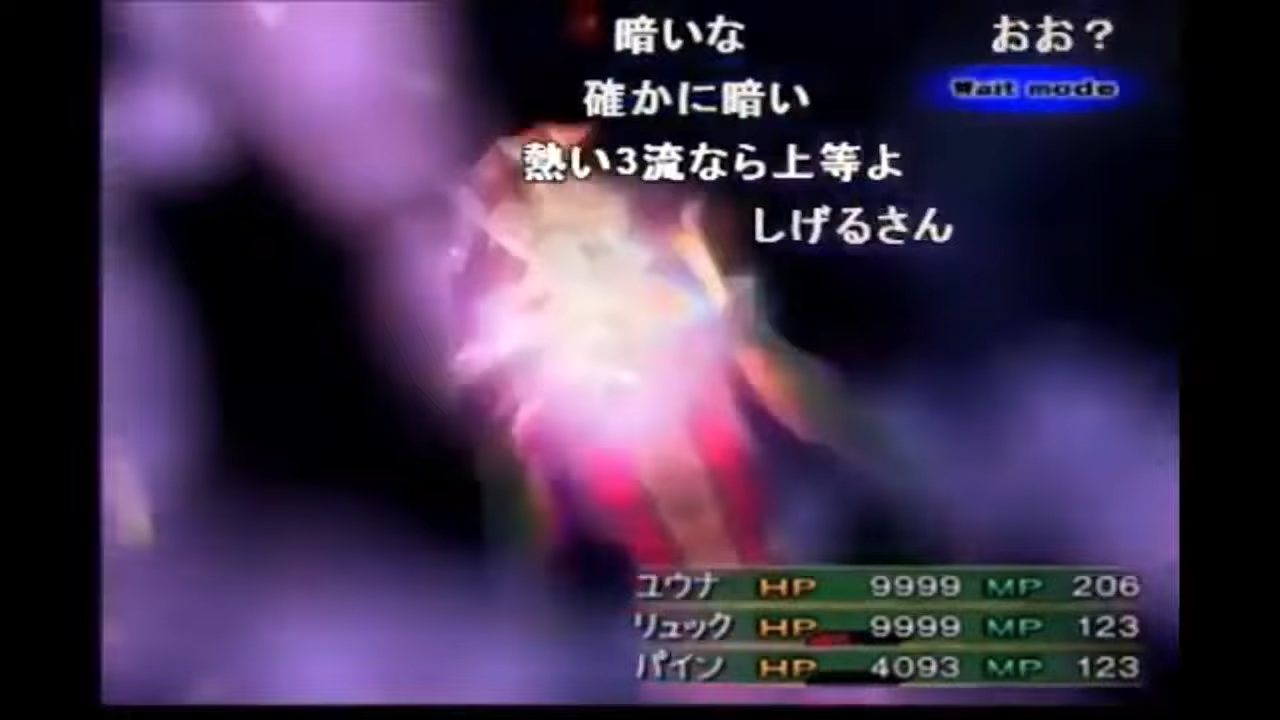 暗いな
おお？
Wait mode
確かに暗い
熱い3流なら上等よ
しげるさん
ユウナ HP 9999 MP 206
リュック HP 9999 MP 123
パイン HP 4093 MP 123